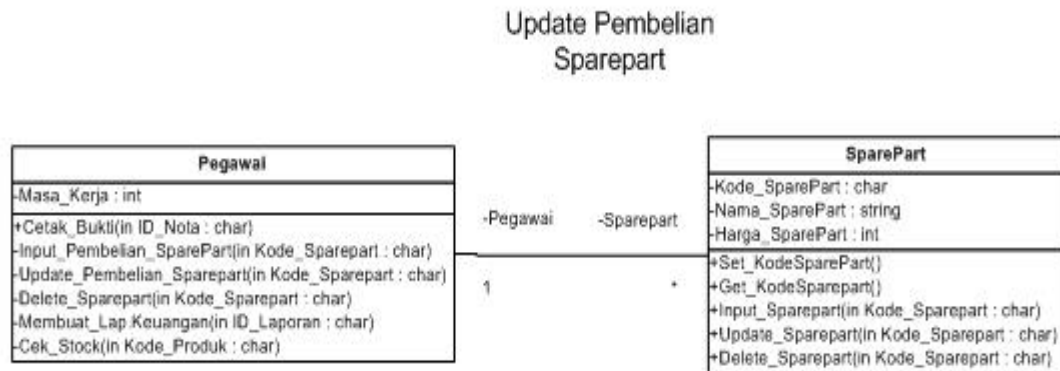 Update Pembelian
Sparepart
Pegawai
-Masa_Kerja : int
+Cetak_Bukti(in ID_Nota : char)
-Input_Pembelian_SparePart(in Kode_Sparepart : char)
-Update_Pembelian_Sparepart(in Kode_Sparepart : char)
-Delete_Sparepart(in Kode_Sparepart : char)
-Membuat_Lap.Keuangan(in ID_Laporan : char)
-Cek_Stock(in Kode_Produk : char)
-Pegawai
-Sparepart
1
*
SparePart
-Kode_SparePart : char
-Nama_SparePart : string
-Harga_SparePart : int
+Set_KodeSparePart()
+Get_KodeSparepart()
+Input_Sparepart(in Kode_Sparepart : char)
+Update_Sparepart(in Kode_Sparepart : char)
+Delete_Sparepart(in Kode_Sparepart : char)